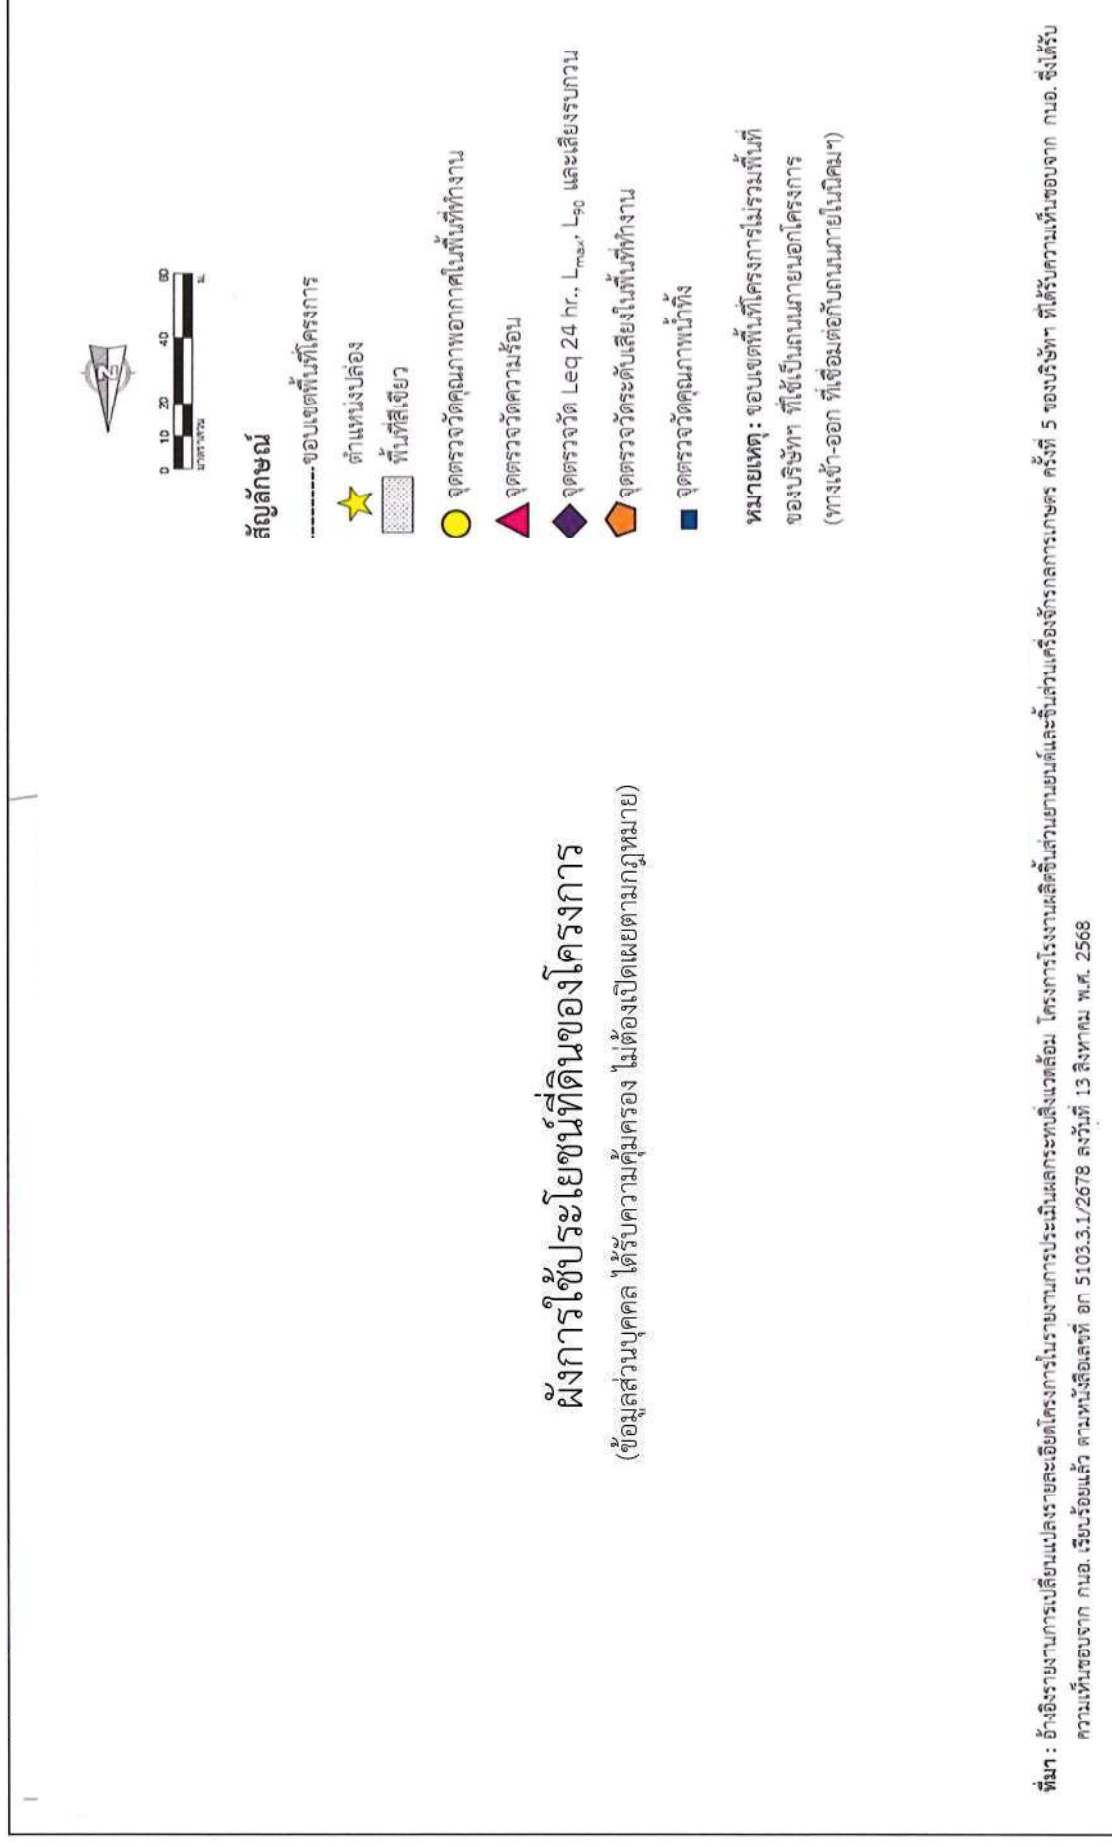 N
0 10 20 40 60
มาตราส่วน ม.
สัญลักษณ์
ขอบเขตพื้นที่โครงการ
ตำแหน่งปล่อง
พื้นที่สีเขียว
จุดตรวจวัดคุณภาพอากาศในพื้นที่ทำงาน
จุดตรวจวัดความร้อน
จุดตรวจวัด Leq 24 hr., Lmax, L90 และเสียงรบกวน
จุดตรวจวัดระดับเสียงในพื้นที่ทำงาน
จุดตรวจวัดคุณภาพน้ำทิ้ง
หมายเหตุ : ขอบเขตพื้นที่โครงการไม่รวมพื้นที่
ของบริษัทฯ ที่ใช้เป็นถนนภายนอกโครงการ
(ทางเข้า-ออก ที่เชื่อมต่อกับถนนภายในนิคมฯ)
ผังการใช้ประโยชน์ที่ดินของโครงการ
(ข้อมูลส่วนบุคคล ได้รับความคุ้มครอง ไม่ต้องเปิดเผยตามกฎหมาย)
ที่มา : อ้างอิงรายงานการเปลี่ยนแปลงรายละเอียดโครงการในรายงานการประเมินผลกระทบสิ่งแวดล้อม โครงการโรงงานผลิตชิ้นส่วนยานยนต์และชิ้นส่วนเครื่องจักรกลการเกษตร ครั้งที่ 5 ของบริษัทฯ ที่ได้รับความเห็นชอบจาก กนอ. ซึ่งได้รับ
ความเห็นชอบจาก กนอ. เรียบร้อยแล้ว ตามหนังสือเลขที่ อก 5103.3.1/2678 ลงวันที่ 13 สิงหาคม พ.ศ. 2568